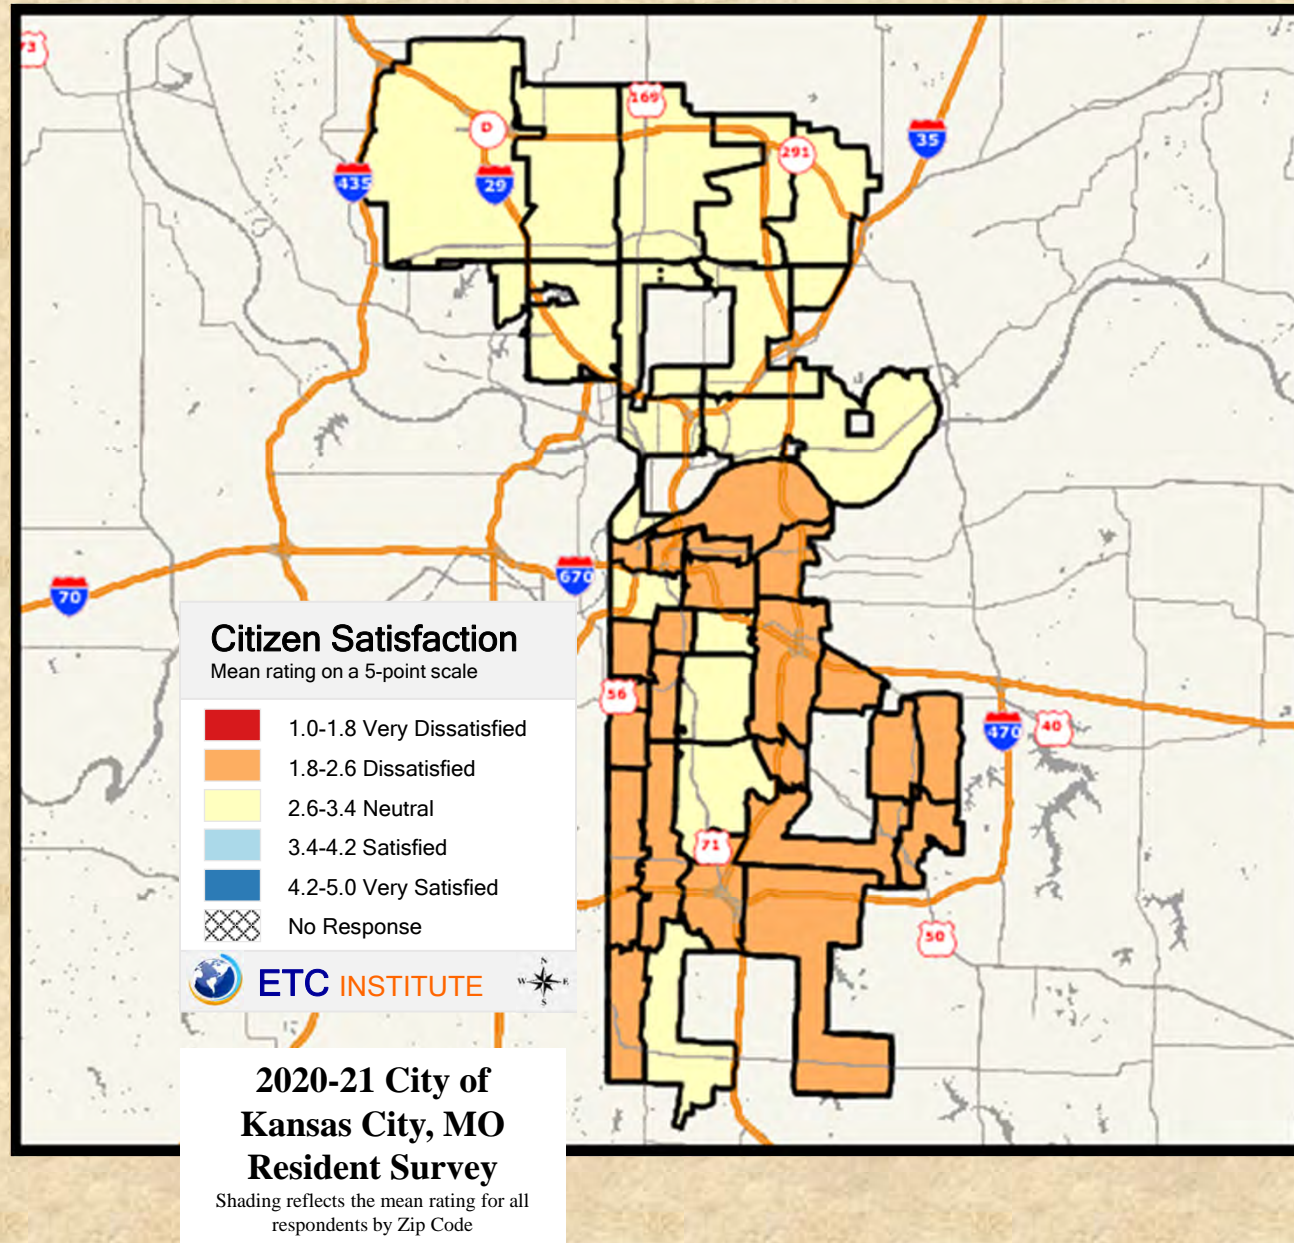 73
169
D
291
35
435
29
70
670
56
40
470
71
50
Citizen Satisfaction
Mean rating on a 5-point scale
1.0-1.8 Very Dissatisfied
1.8-2.6 Dissatisfied
2.6-3.4 Neutral
3.4-4.2 Satisfied
4.2-5.0 Very Satisfied
No Response
ETC INSTITUTE
N
W E
S
2020-21 City of
Kansas City, MO
Resident Survey
Shading reflects the mean rating for all
respondents by Zip Code